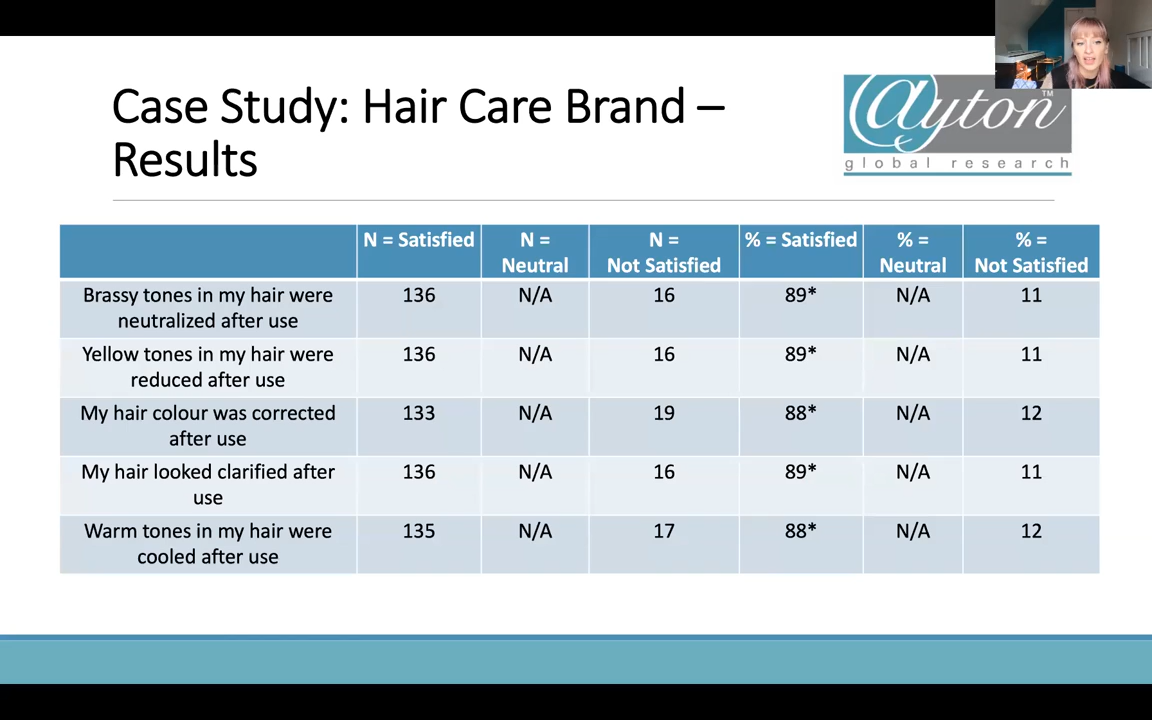 Case Study: Hair Care Brand –
Results
@yton™
global research
N = Satisfied N = Neutral N = Not Satisfied % = Satisfied % = Neutral % = Not Satisfied
Brassy tones in my hair were neutralized after use 136 N/A 16 89* N/A 11
Yellow tones in my hair were reduced after use 136 N/A 16 89* N/A 11
My hair colour was corrected after use 133 N/A 19 88* N/A 12
My hair looked clarified after use 136 N/A 16 89* N/A 11
Warm tones in my hair were cooled after use 135 N/A 17 88* N/A 12